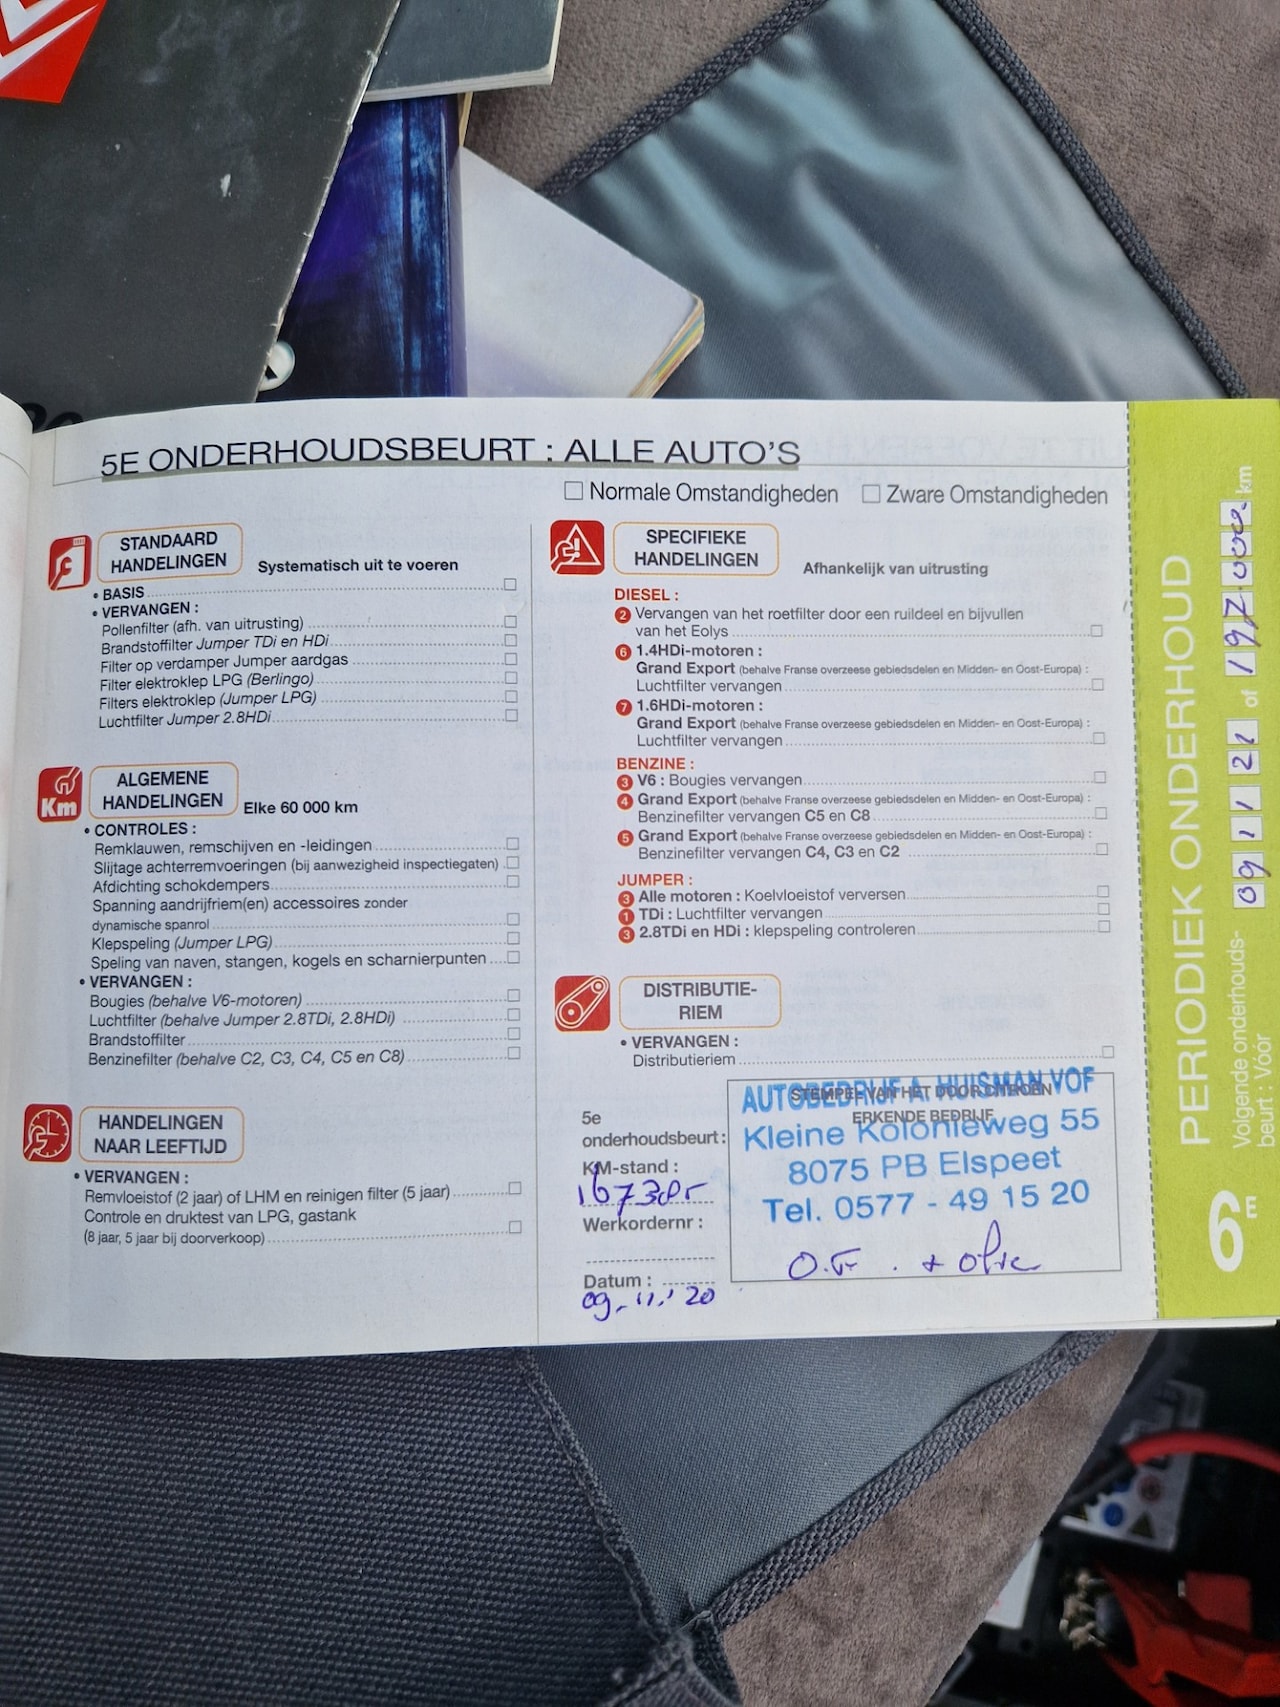 5E ONDERHOUDSBEURT : ALLE AUTO'S
Normale Omstandigheden Zware Omstandigheden
STANDAARD
HANDELINGEN
Systematisch uit te voeren
• BASIS
• VERVANGEN :
Pollenfilter (afh. van uitrusting)
Brandstoffilter Jumper TDi en HDi
Filter op verdamper Jumper aardgas
Filter elektroklep LPG (Berlingo)
Filters elektroklep (Jumper LPG)
Luchtfilter Jumper 2.8HDi
Km
ALGEMENE
HANDELINGEN
Elke 60 000 km
• CONTROLES :
Remklauwen, remschijven en -leidingen
Slijtage achterremvoeringen (bij aanwezigheid inspectiegaten)
Afdichting schokdempers
Spanning aandrijfriem(en) accessoires zonder
dynamische spanrol
Klepspeling (Jumper LPG)
Speling van naven, stangen, kogels en scharnierpunten
• VERVANGEN :
Bougies (behalve V6-motoren)
Luchtfilter (behalve Jumper 2.8TDi, 2.8HDi)
Brandstoffilter
Benzinefilter (behalve C2, C3, C4, C5 en C8)
HANDELINGEN
NAAR LEEFTIJD
• VERVANGEN :
Remvloeistof (2 jaar) of LHM en reinigen filter (5 jaar)
Controle en druktest van LPG, gastank
(8 jaar, 5 jaar bij doorverkoop)
SPECIFIEKE
HANDELINGEN
Afhankelijk van uitrusting
DIESEL :
2 Vervangen van het roetfilter door een ruildeel en bijvullen
van het Eolys
6 1.4HDi-motoren :
Grand Export (behalve Franse overzeese gebiedsdelen en Midden- en Oost-Europa) :
Luchtfilter vervangen
7 1.6HDi-motoren :
Grand Export (behalve Franse overzeese gebiedsdelen en Midden- en Oost-Europa) :
Luchtfilter vervangen
BENZINE :
3 V6 : Bougies vervangen
4 Grand Export (behalve Franse overzeese gebiedsdelen en Midden- en Oost-Europa) :
Benzinefilter vervangen C5 en C8
5 Grand Export (behalve Franse overzeese gebiedsdelen en Midden- en Oost-Europa) :
Benzinefilter vervangen C4, C3 en C2
JUMPER :
3 Alle motoren : Koelvloeistof verversen
1 TDi : Luchtfilter vervangen
3 2.8TDi en HDi : klepspeling controleren
DISTRIBUTIE-
RIEM
• VERVANGEN :
Distributieriem
5e
onderhoudsbeurt :
KM-stand :
Werkordernr :
Datum :
09-11-'20
STEMPEL VAN HET DOOR CITROËN
ERKENDE BEDRIJF
AUTOBEDRIJF A. HUISMAN VOF
Kleine Kolonieweg 55
8075 PB Elspeet
Tel. 0577 - 49 15 20
PERIODIEK ONDERHOUD
6E
Volgende onderhouds-
beurt : Vóór
09 11 21 of 197.000 km